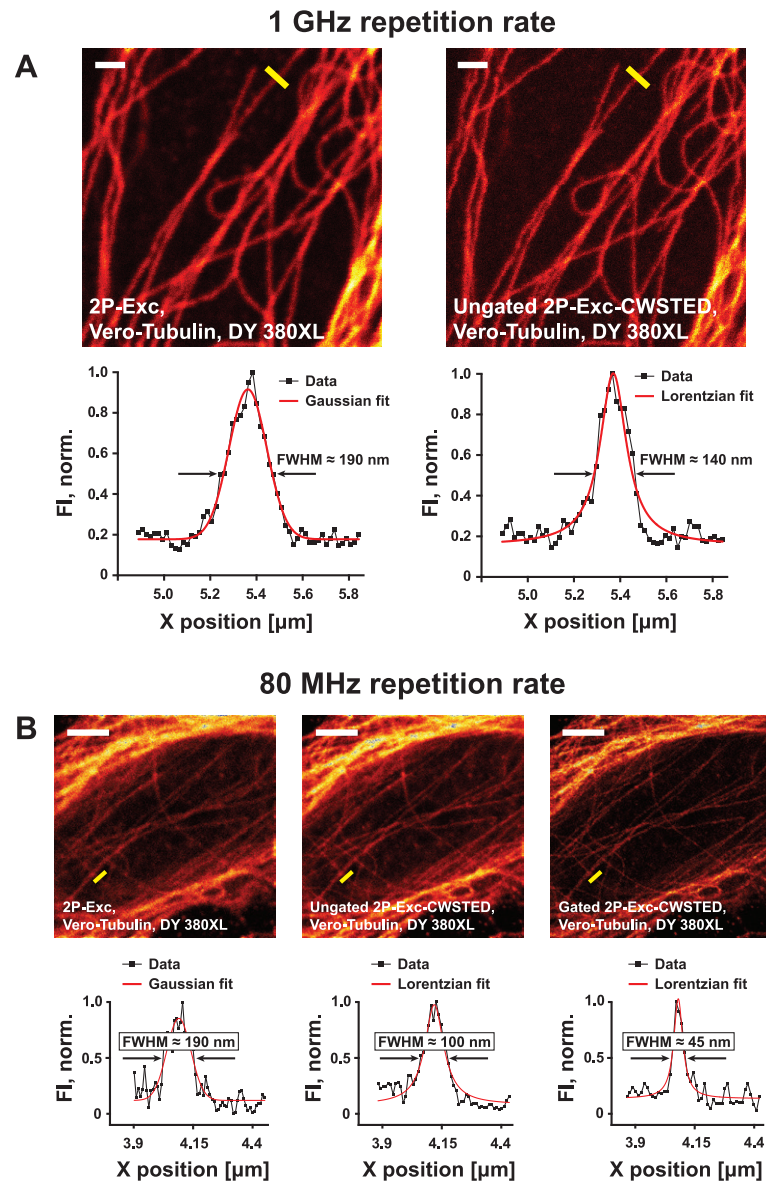 1 GHz repetition rate
A
2P-Exc,
Vero-Tubulin, DY 380XL
Ungated 2P-Exc-CWSTED,
Vero-Tubulin, DY 380XL
1.0
0.8
0.6
0.4
0.2
0
FI, norm.
Data
Gaussian fit
FWHM ≈ 190 nm
5.0 5.2 5.4 5.6 5.8
X position [µm]
1.0
0.8
0.6
0.4
0.2
0
FI, norm.
Data
Lorentzian fit
FWHM ≈ 140 nm
5.0 5.2 5.4 5.6 5.8
X position [µm]
80 MHz repetition rate
B
2P-Exc,
Vero-Tubulin, DY 380XL
Ungated 2P-Exc-CWSTED,
Vero-Tubulin, DY 380XL
Gated 2P-Exc-CWSTED,
Vero-Tubulin, DY 380XL
Data
Gaussian fit
1.0
0.5
0
FI, norm.
FWHM ≈ 190 nm
3.9 4.15 4.4
X position [µm]
Data
Lorentzian fit
1.0
0.5
0
FI, norm.
FWHM ≈ 100 nm
3.9 4.15 4.4
X position [µm]
Data
Lorentzian fit
1.0
0.5
0
FI, norm.
FWHM ≈ 45 nm
3.9 4.15 4.4
X position [µm]